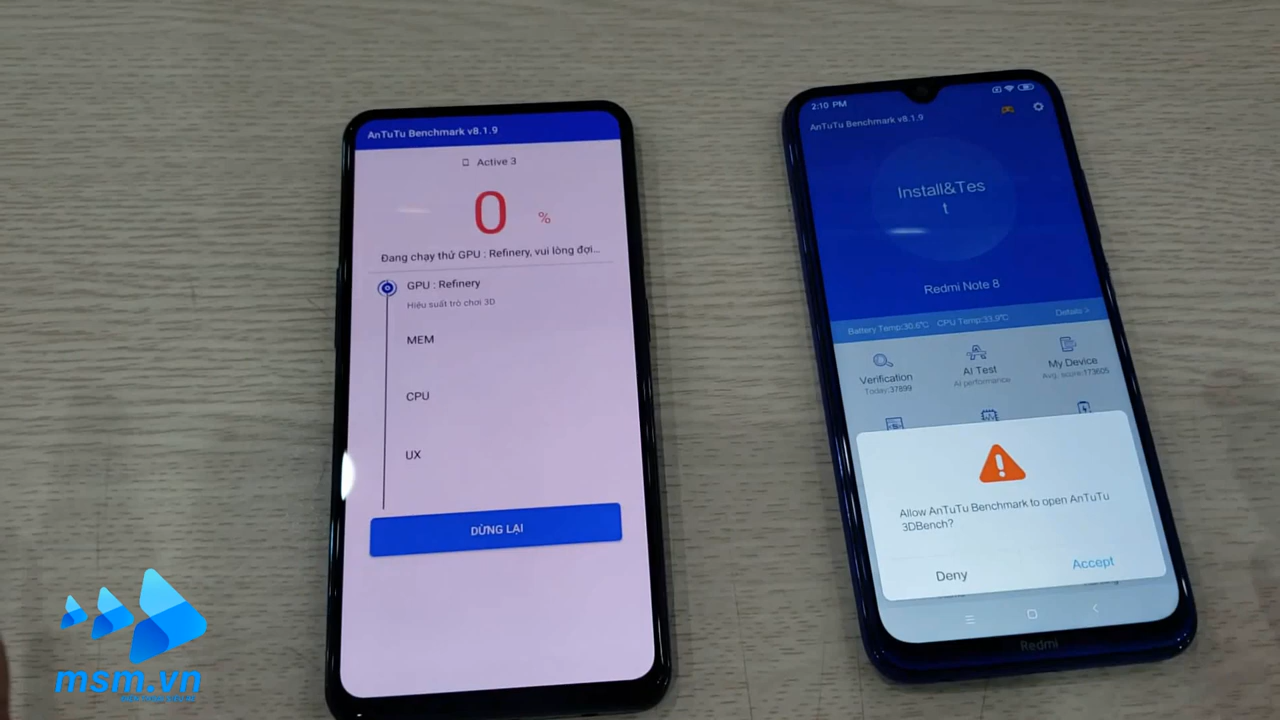 AnTuTu Benchmark v8.1.9
Active 3
0 %
Đang chạy thử GPU : Refinery, vui lòng đợi...
GPU : Refinery
Hiệu suất trò chơi 3D
MEM
CPU
UX
DỪNG LẠI
2:10 PM
AnTuTu Benchmark v8.1.9
Install&Tes
t
Redmi Note 8
Battery Temp:30.6℃ CPU Temp:33.9℃ Details >
Verification
Today:37899
AI Test
AI performance
My Device
Avg. score:173605
Allow AnTuTu Benchmark to open AnTuTu
3DBench?
Deny
Accept
Redmi
msm.vn